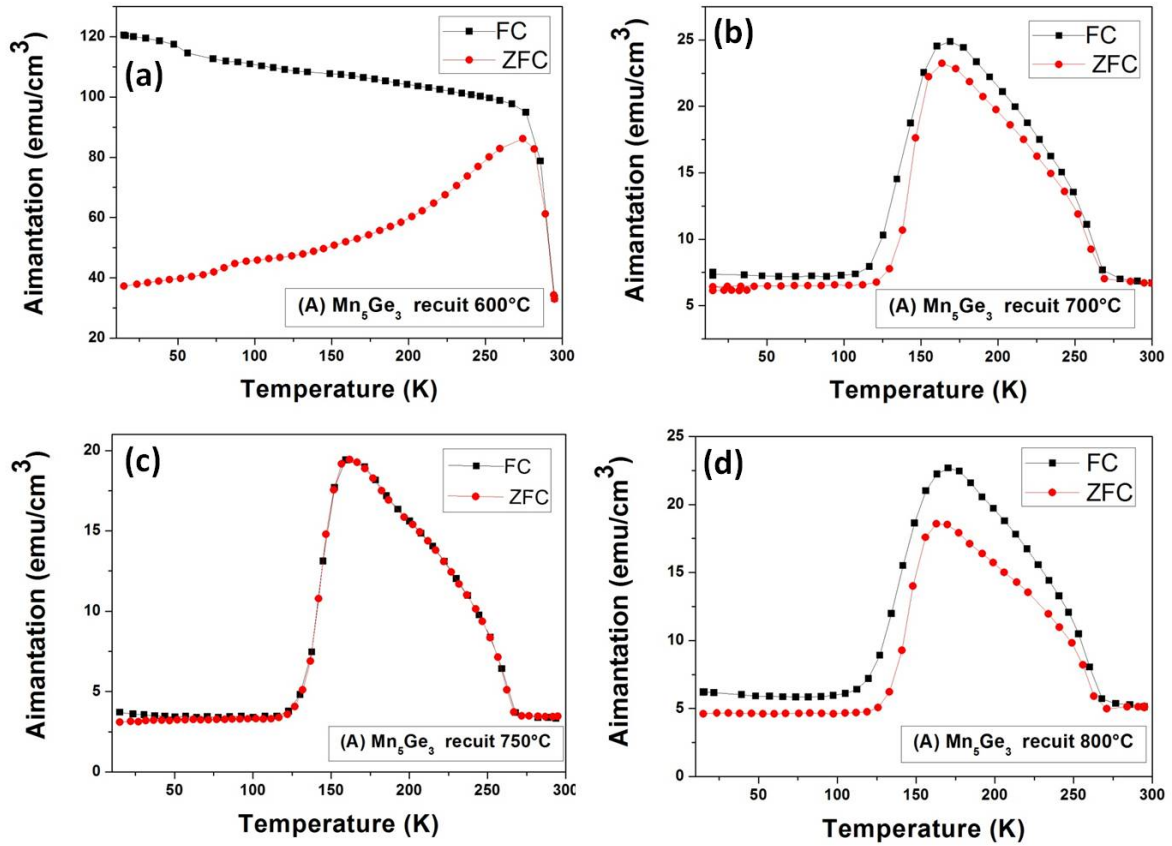 (a)
FC
ZFC
Aimantation (emu/cm³)
120
100
80
60
40
20
(A) Mn₅Ge₃ recuit 600°C
50 100 150 200 250 300
Temperature (K)
(b)
FC
ZFC
Aimantation (emu/cm³)
25
20
15
10
5
(A) Mn₅Ge₃ recuit 700°C
50 100 150 200 250 300
Temperature (K)
(c)
FC
ZFC
Aimantation (emu/cm³)
20
15
10
5
0
(A) Mn₅Ge₃ recuit 750°C
50 100 150 200 250 300
Temperature (K)
(d)
FC
ZFC
Aimantation (emu/cm³)
25
20
15
10
5
0
(A) Mn₅Ge₃ recuit 800°C
50 100 150 200 250 300
Temperature (K)